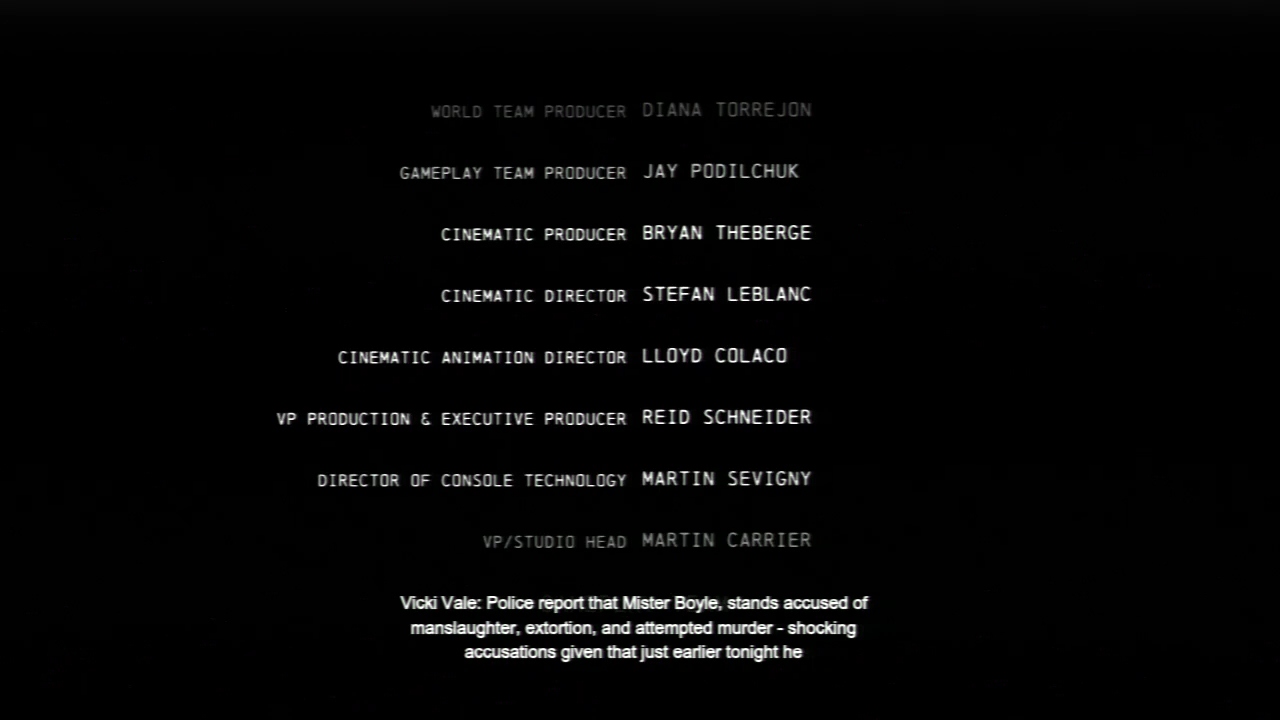 WORLD TEAM PRODUCER DIANA TORREJON
GAMEPLAY TEAM PRODUCER JAY PODILCHUK
CINEMATIC PRODUCER BRYAN THEBERGE
CINEMATIC DIRECTOR STEFAN LEBLANC
CINEMATIC ANIMATION DIRECTOR LLOYD COLACO
VP PRODUCTION & EXECUTIVE PRODUCER REID SCHNEIDER
DIRECTOR OF CONSOLE TECHNOLOGY MARTIN SEVIGNY
VP/STUDIO HEAD MARTIN CARRIER
Vicki Vale: Police report that Mister Boyle, stands accused of
manslaughter, extortion, and attempted murder - shocking
accusations given that just earlier tonight he